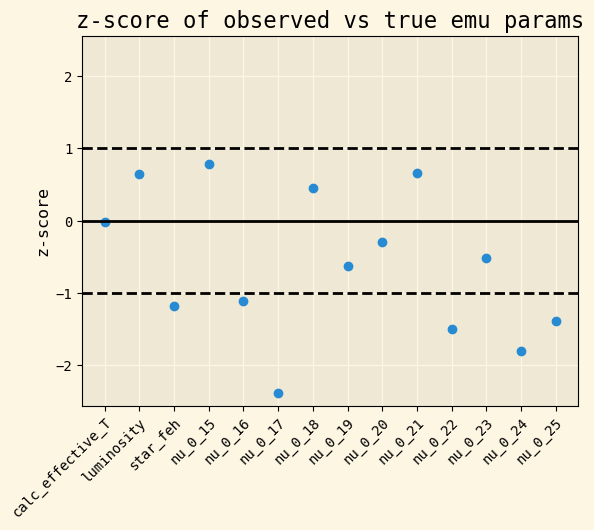 z-score of observed vs true emu params
z-score
2
1
0
−1
−2
calc_effective_T
luminosity
star_feh
nu_0_15
nu_0_16
nu_0_17
nu_0_18
nu_0_19
nu_0_20
nu_0_21
nu_0_22
nu_0_23
nu_0_24
nu_0_25